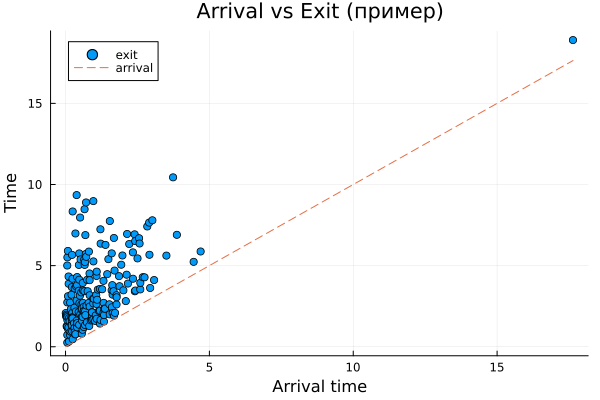 Arrival vs Exit (пример)
exit
arrival
Time
15
10
5
0
0 5 10 15
Arrival time